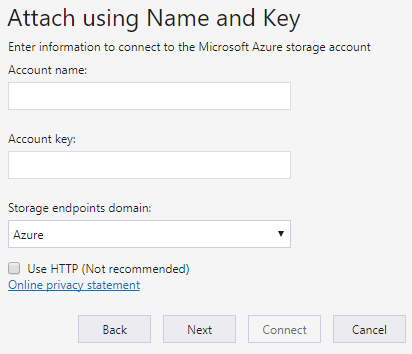 Attach using Name and Key
Enter information to connect to the Microsoft Azure storage account
Account name:
Account key:
Storage endpoints domain:
Azure
Use HTTP (Not recommended)
Online privacy statement
Back Next Connect Cancel